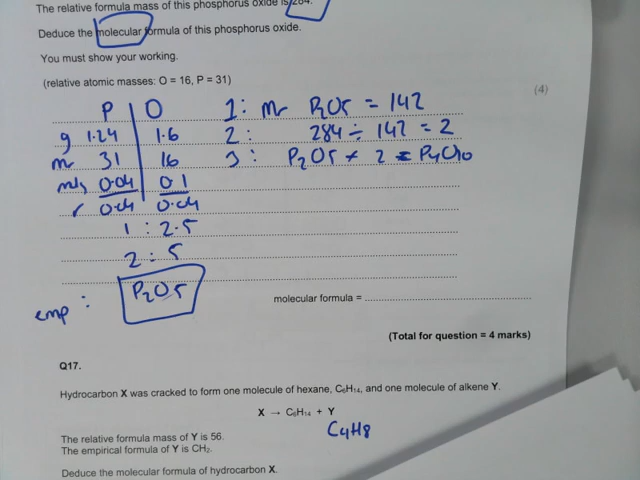 The relative formula mass of this phosphorus oxide is 284.
Deduce the molecular formula of this phosphorus oxide.
You must show your working.
(relative atomic masses: O = 16, P = 31)
(4)
P | O 1: mr P2O5 = 142
g 1.24 1.6 2: 284 ÷ 142 = 2
mr 31 16 3: P2O5 × 2 = P4O10
mls 0.04 0.1
r 0.04 0.04
1 : 2.5
2 : 5
emp : P2O5
molecular formula =
(Total for question = 4 marks)
Q17.
Hydrocarbon X was cracked to form one molecule of hexane, C₆H₁₄, and one molecule of alkene Y.
X → C₆H₁₄ + Y
C4H8
The relative formula mass of Y is 56.
The empirical formula of Y is CH₂.
Deduce the molecular formula of hydrocarbon X.